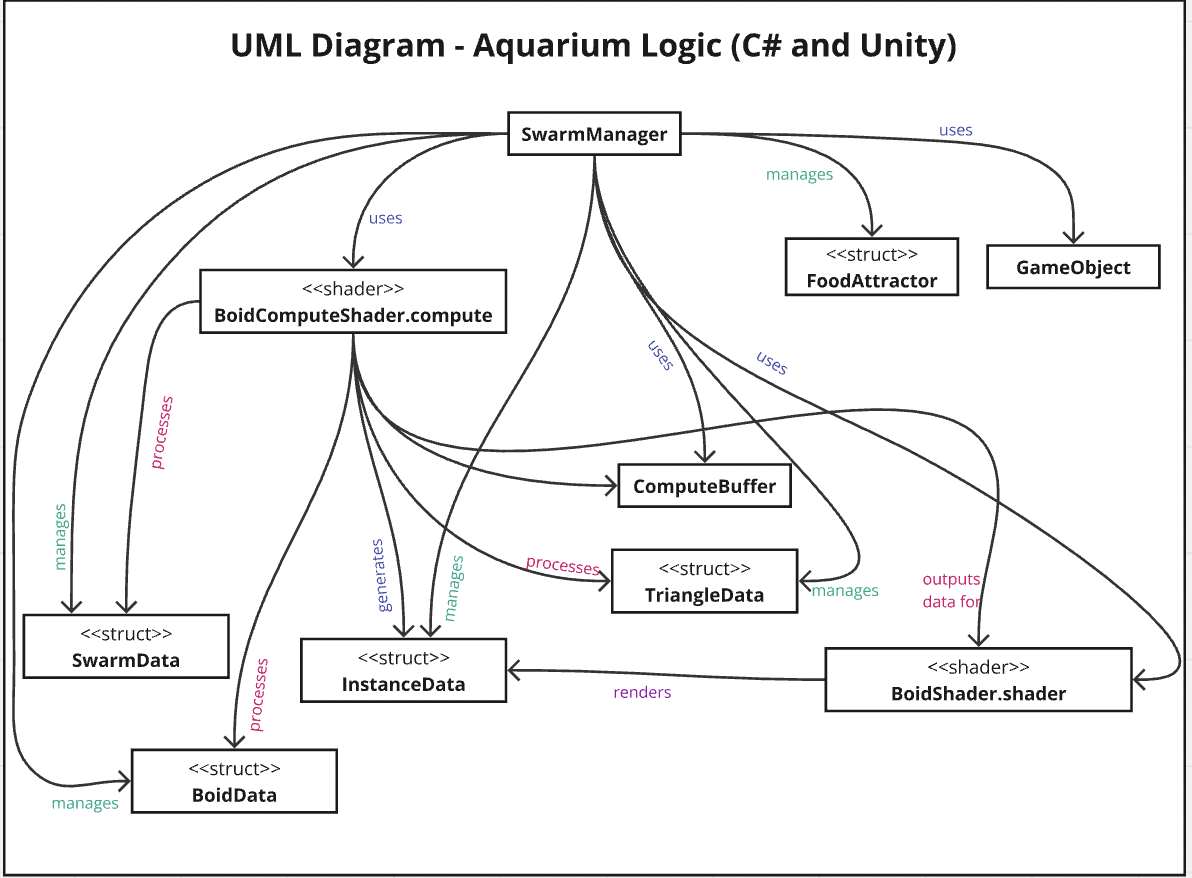 UML Diagram - Aquarium Logic (C# and Unity)
SwarmManager
uses
manages
uses
<<struct>>
FoodAttractor
GameObject
<<shader>>
BoidComputeShader.compute
uses
uses
processes
ComputeBuffer
manages
generates
manages
processes
<<struct>>
TriangleData
manages
outputs
data for
<<struct>>
SwarmData
<<struct>>
InstanceData
renders
<<shader>>
BoidShader.shader
processes
<<struct>>
BoidData
manages